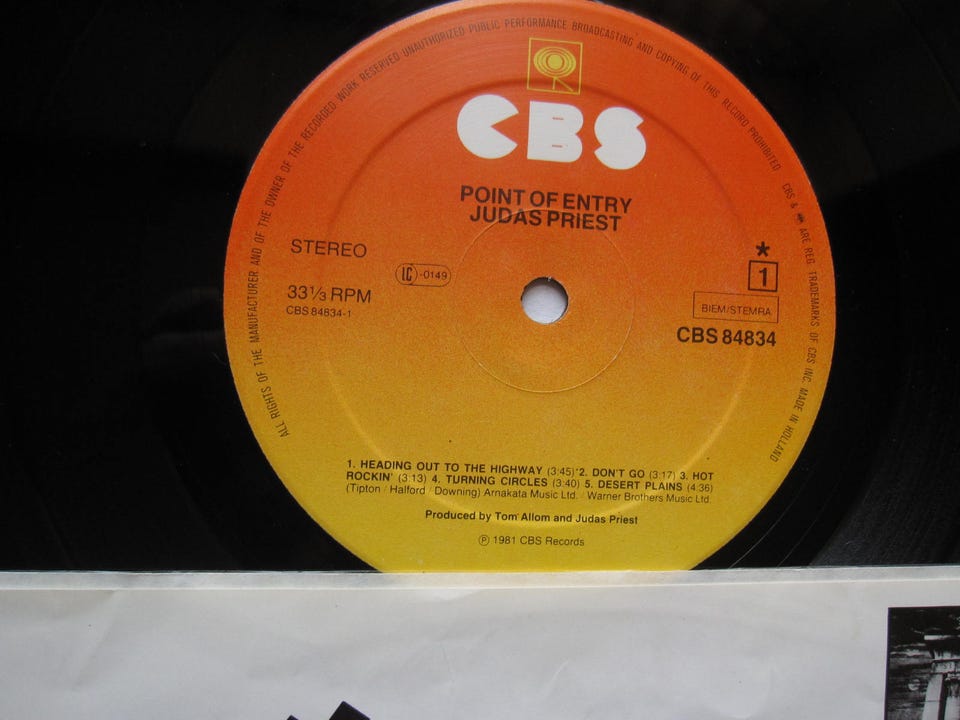 ALL RIGHTS OF THE MANUFACTURER AND OF THE OWNER OF THE RECORDED WORK RESERVED UNAUTHORIZED PUBLIC PERFORMANCE BROADCASTING AND COPYING OF THIS RECORD PROHIBITED CBS & ARE REG. TRADEMARKS OF CBS INC. MADE IN HOLLAND
CBS
POINT OF ENTRY
JUDAS PRIEST
STEREO
LC-0149
33⅓ RPM
CBS 84834-1
*
1
BIEM/STEMRA
CBS 84834
1. HEADING OUT TO THE HIGHWAY (3:45) 2. DON'T GO (3:17) 3. HOT
ROCKIN' (3:13) 4. TURNING CIRCLES (3:40) 5. DESERT PLAINS (4:36)
(Tipton / Halford / Downing) Arnakata Music Ltd. / Warner Brothers Music Ltd.
Produced by Tom Allom and Judas Priest
℗ 1981 CBS Records